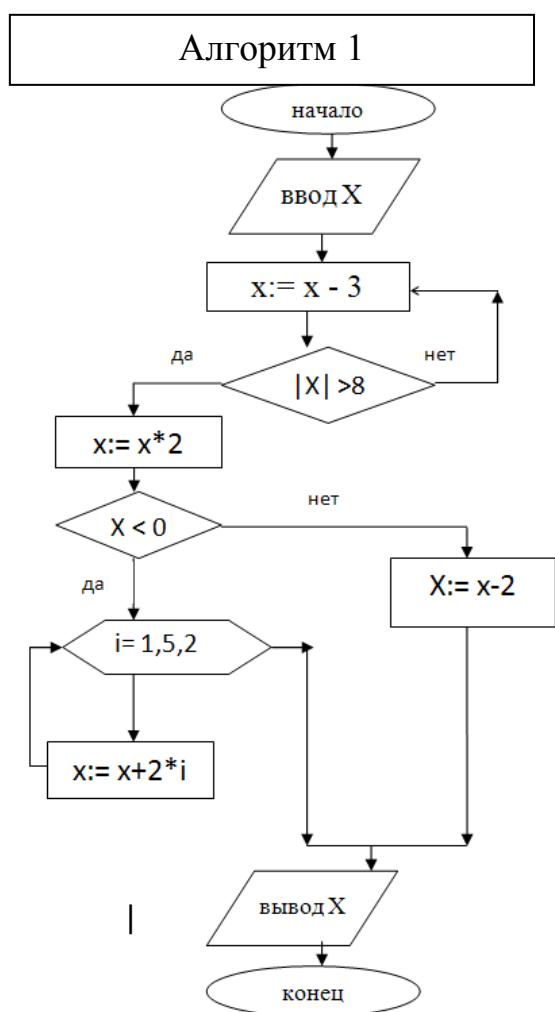 Алгоритм 1
начало
ввод X
x:= x - 3
да
нет
|X| >8
x:= x*2
нет
X < 0
да
X:= x-2
i= 1,5,2
x:= x+2*i
вывод X
конец